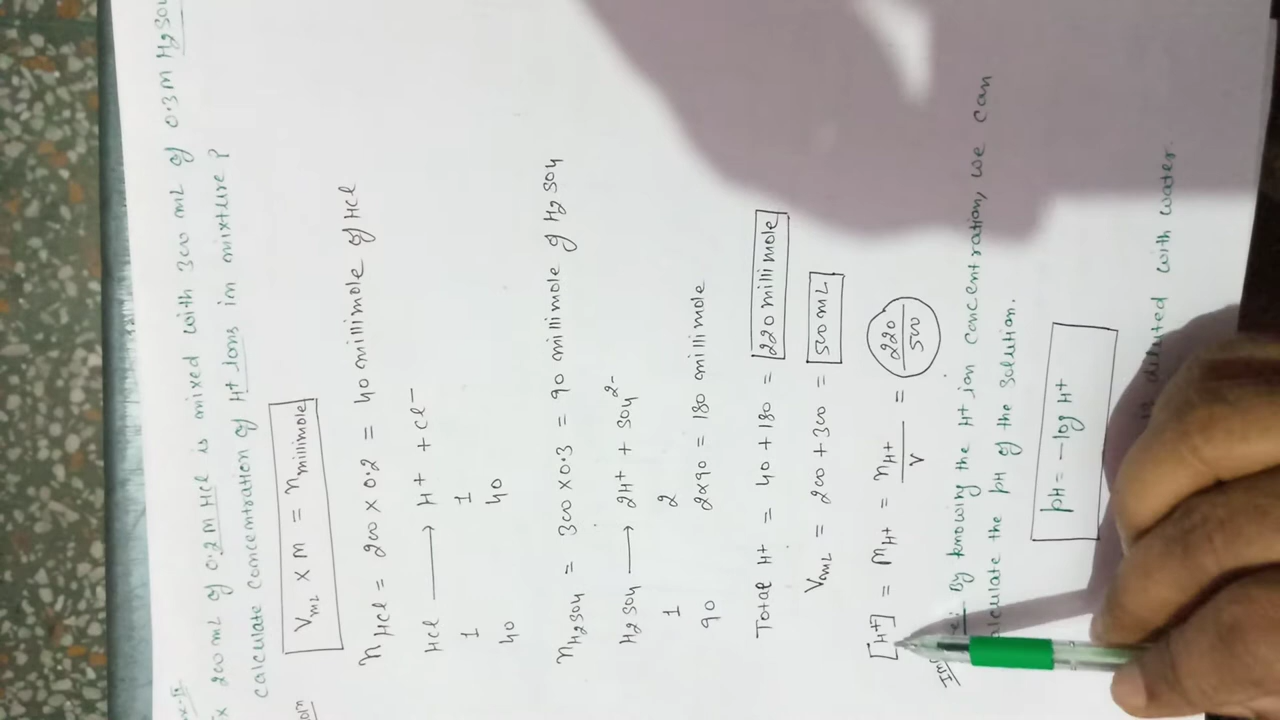 200 mL of 0.2 M HCl is mixed with 300 mL of 0.3 M H2SO4
calculate concentration of H+ Ions in mixture ?
VmL × M = nmillimole
nHCl = 200 × 0.2 = 40 millimole of HCl
HCl ⟶ H+ + Cl−
1 1
40 40
nH2SO4 = 300 × 0.3 = 90 millimole of H2SO4
H2SO4 ⟶ 2H+ + SO4 2-
1 2
90 2x90 = 180 millimole
Total H+ = 40 + 180 = 220 millimole
VmL = 200 + 300 = 500 mL
[H+] = MH+ = nH+/V = 220/500
By knowing the H+ ion concentration, we can
calculate the pH of the solution.
pH = -log H+
is diluted with water.